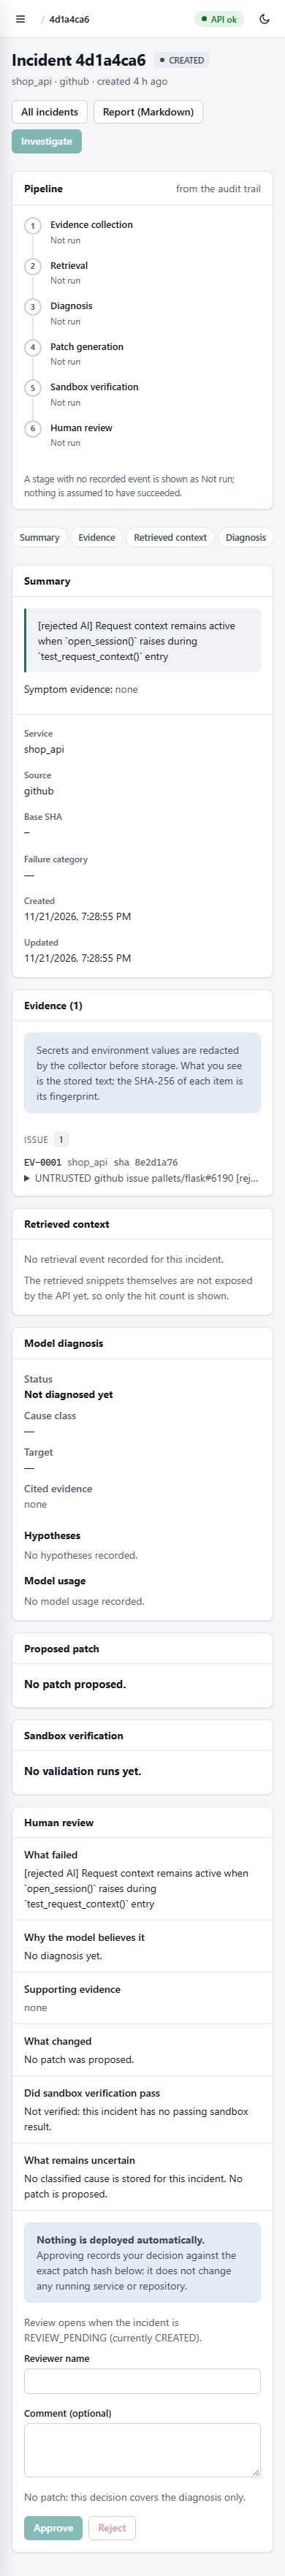 / 4d1a4ca6
API ok
Incident 4d1a4ca6
CREATED
shop_api · github · created 4 h ago
All incidents
Report (Markdown)
Investigate
Pipeline
from the audit trail
1
Evidence collection
Not run
2
Retrieval
Not run
3
Diagnosis
Not run
4
Patch generation
Not run
5
Sandbox verification
Not run
6
Human review
Not run
A stage with no recorded event is shown as Not run;
nothing is assumed to have succeeded.
Summary
Evidence
Retrieved context
Diagnosis
Summary
[rejected AI] Request context remains active
when `open_session()` raises during
`test_request_context()` entry
Symptom evidence: none
Service
shop_api
Source
github
Base SHA
–
Failure category
—
Created
11/21/2026, 7:28:55 PM
Updated
11/21/2026, 7:28:55 PM
Evidence (1)
Secrets and environment values are redacted
by the collector before storage. What you see
is the stored text; the SHA-256 of each item is
its fingerprint.
ISSUE 1
EV-0001 shop_api sha 8e2d1a76
UNTRUSTED github issue pallets/flask#6190 [rej...
Retrieved context
No retrieval event recorded for this incident.
The retrieved snippets themselves are not exposed
by the API yet, so only the hit count is shown.
Model diagnosis
Status
Not diagnosed yet
Cause class
—
Target
—
Cited evidence
none
Hypotheses
No hypotheses recorded.
Model usage
No model usage recorded.
Proposed patch
No patch proposed.
Sandbox verification
No validation runs yet.
Human review
What failed
[rejected AI] Request context remains active when
`open_session()` raises during
`test_request_context()` entry
Why the model believes it
No diagnosis yet.
Supporting evidence
none
What changed
No patch was proposed.
Did sandbox verification pass
Not verified: this incident has no passing sandbox
result.
What remains uncertain
No classified cause is stored for this incident. No
patch is proposed.
Nothing is deployed automatically.
Approving records your decision against the
exact patch hash below; it does not change
any running service or repository.
Review opens when the incident is
REVIEW_PENDING (currently CREATED).
Reviewer name
Comment (optional)
No patch: this decision covers the diagnosis only.
Approve
Reject